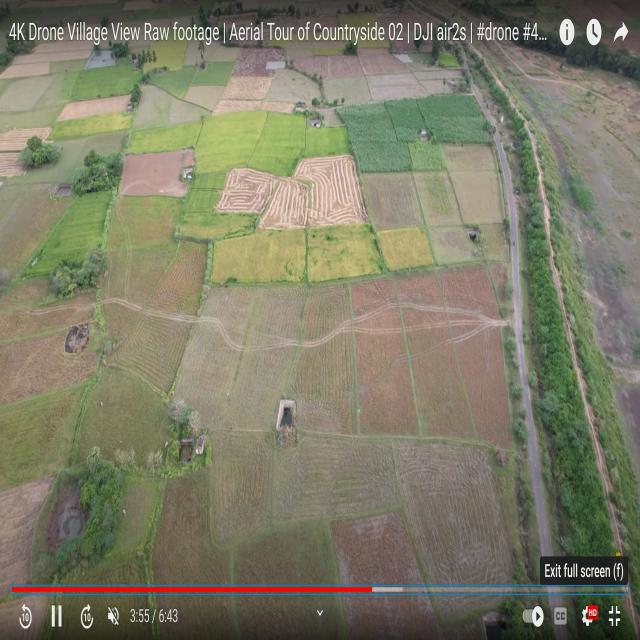 4K Drone Village View Raw footage | Aerial Tour of Countryside 02 | DJI air2s | #drone #4...
Exit full screen (f)
10 10 3:55 / 6:43 CC HD